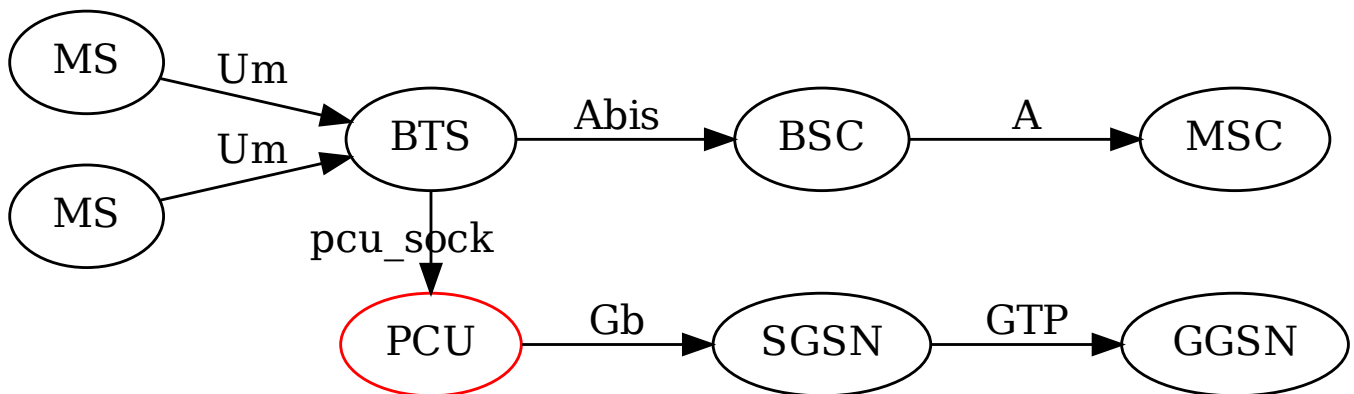 MS
Um
BTS
Abis
BSC
A
MSC
MS
Um
pcu_sock
PCU
Gb
SGSN
GTP
GGSN